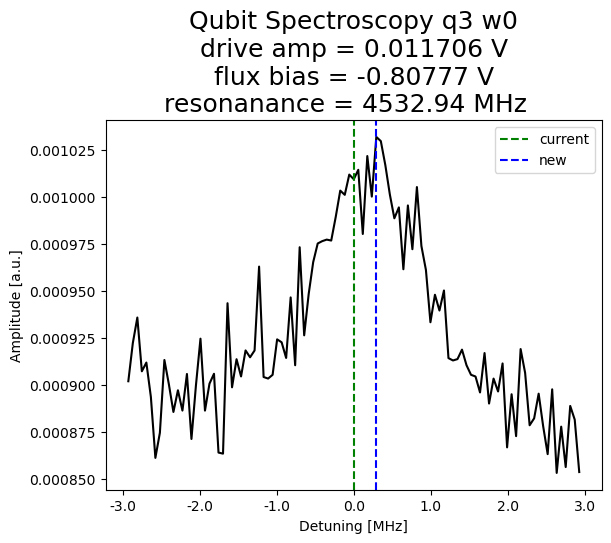 Qubit Spectroscopy q3 w0
drive amp = 0.011706 V
flux bias = -0.80777 V
resonanance = 4532.94 MHz
current
new
0.001025
0.001000
0.000975
0.000950
0.000925
0.000900
0.000875
0.000850
Amplitude [a.u.]
-3.0 -2.0 -1.0 0.0 1.0 2.0 3.0
Detuning [MHz]